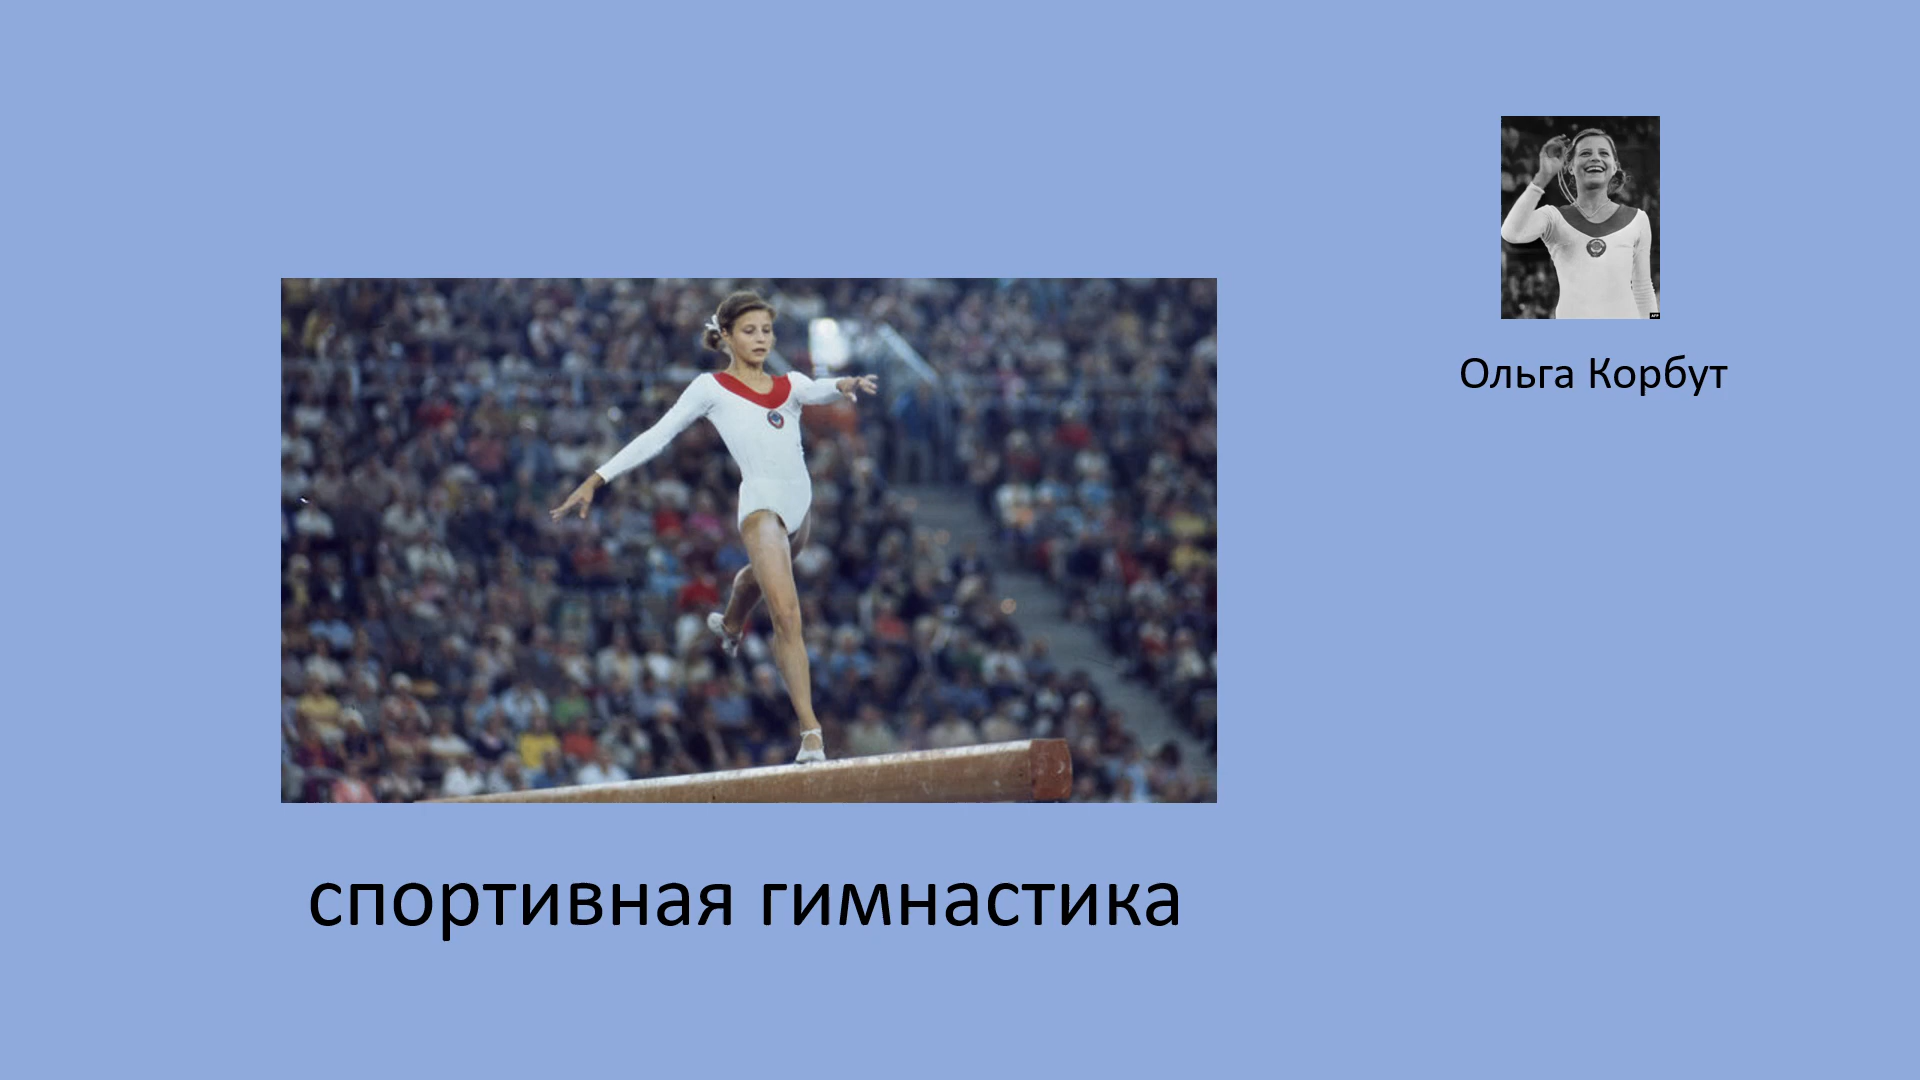 Ольга Корбут
спортивная гимнастика